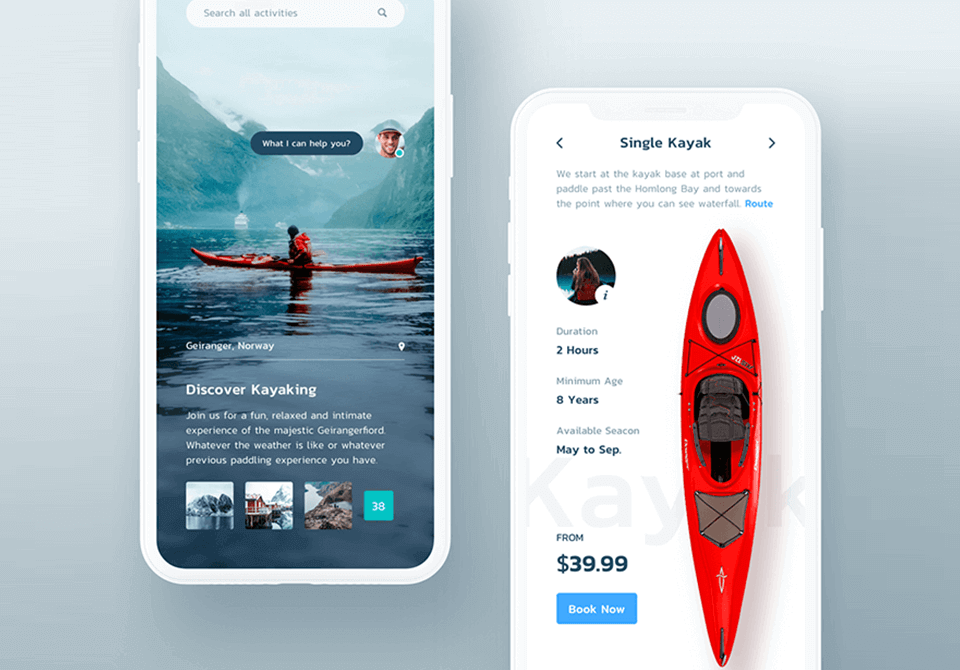 Search all activities
What I can help you?
Geiranger, Norway
Discover Kayaking
Join us for a fun, relaxed and intimate
experience of the majestic Geirangerfiord.
Whatever the weather is like or whatever
previous paddling experience you have.
38
Single Kayak
We start at the kayak base at port and
paddle past the Homlong Bay and towards
the point where you can see waterfall. Route
i
Duration
2 Hours
Minimum Age
8 Years
Available Seacon
May to Sep.
Kayak
FROM
$39.99
Book Now